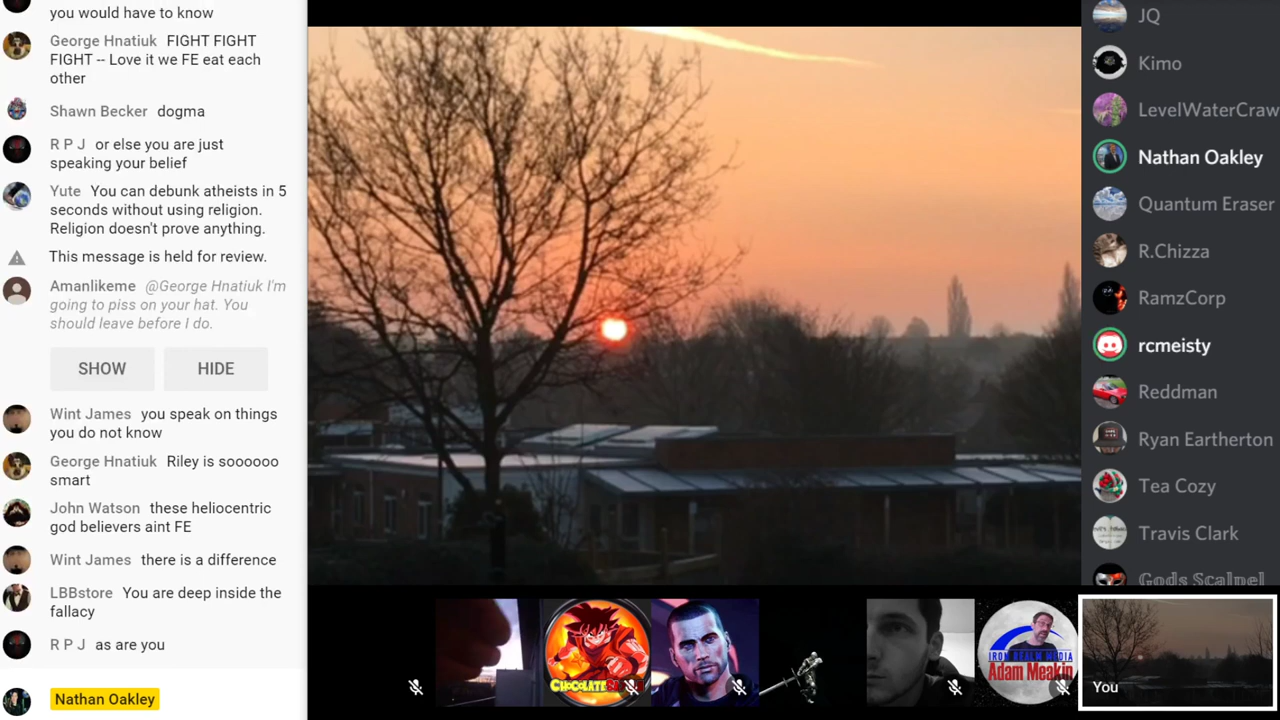 you would have to know
George Hnatiuk FIGHT FIGHT
FIGHT -- Love it we FE eat each
other
Shawn Becker dogma
R P J or else you are just
speaking your belief
Yute You can debunk atheists in 5
seconds without using religion.
Religion doesn't prove anything.
This message is held for review.
Amanlikeme @George Hnatiuk I'm
going to piss on your hat. You
should leave before I do.
SHOW HIDE
Wint James you speak on things
you do not know
George Hnatiuk Riley is soooooo
smart
John Watson these heliocentric
god believers aint FE
Wint James there is a difference
LBBstore You are deep inside the
fallacy
R P J as are you
Nathan Oakley
JQ
Kimo
LevelWaterCraw
Nathan Oakley
Quantum Eraser
R.Chizza
RamzCorp
rcmeisty
Reddman
Ryan Eartherton
Tea Cozy
Travis Clark
Gods Scalpel
IRON REALM MEDIA
Adam Meakin
You